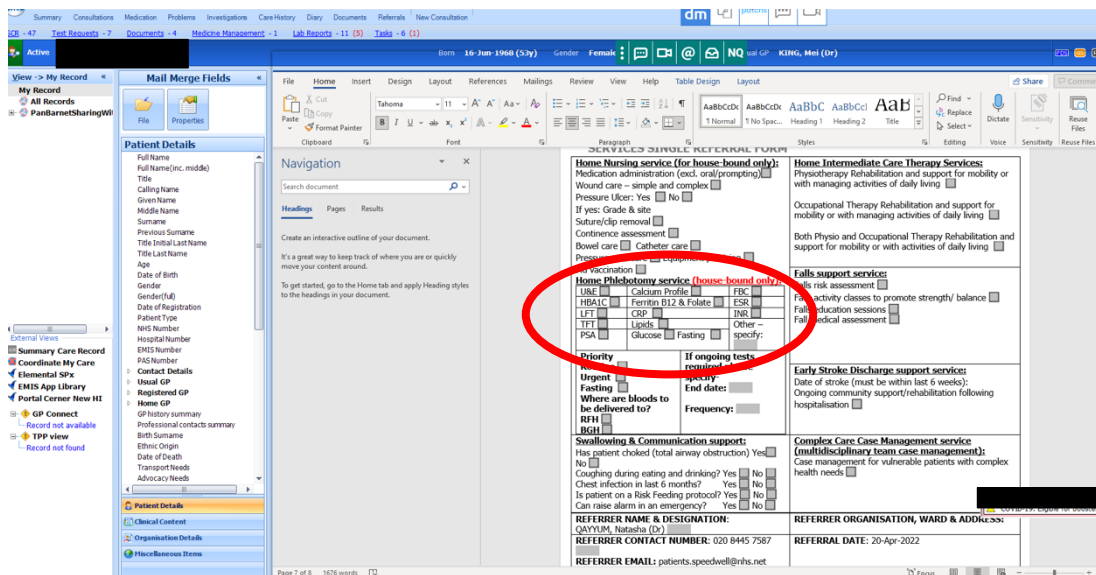 Summary Consultations Medication Problems Investigations Care History Diary Documents Referrals New Consultation
dm
SCR - 47 Test Requests - 7 Documents - 4 Medicine Management - 1 Lab Reports - 11 (5) Tasks - 6 (1)
Active Born 16-Jun-1968 (53y) Gender Female NQ ual GP KING, Mei (Dr)
View -> My Record «
My Record
All Records
PanBarnetSharingWi
External Views
Summary Care Record
Coordinate My Care
Elemental SPx
EMIS App Library
Portal Cerner New HI
GP Connect
Record not available
TPP view
Record not found
Mail Merge Fields «
File Properties
Patient Details
Full Name
Full Name(inc. middle)
Title
Calling Name
Given Name
Middle Name
Surname
Previous Surname
Title Initial Last Name
Title Last Name
Age
Date of Birth
Gender
Gender(full)
Date of Registration
Patient Type
NHS Number
Hospital Number
EMIS Number
PAS Number
Contact Details
Usual GP
Registered GP
Home GP
GP history summary
Professional contacts summary
Birth Surname
Ethnic Origin
Date of Death
Transport Needs
Advocacy Needs
Patient Details
Clinical Content
Organisation Details
Miscellaneous Items
File Home Insert Design Layout References Mailings Review View Help Table Design Layout Share Comme
Paste
Cut
Copy
Format Painter
Clipboard
Tahoma 11
Font
Paragraph
AaBbCcDc AaBbCcDc AaBbC AaBbCcI AaB
¶ Normal ¶ No Spac... Heading 1 Heading 2 Title
Styles
Find
Replace
Select
Editing
Dictate
Voice
Sensitivity
Sensitivity
Reuse
Files
Reuse Files
Navigation
Search document
Headings Pages Results
Create an interactive outline of your document.
It's a great way to keep track of where you are or quickly
move your content around.
To get started, go to the Home tab and apply Heading styles
to the headings in your document.
SERVICES SINGLE REFERRAL FORM
Home Nursing service (for house-bound only):
Medication administration (excl. oral/prompting)
Wound care – simple and complex
Pressure Ulcer: Yes No
If yes: Grade & site
Suture/clip removal
Continence assessment
Bowel care Catheter care
vaccination
Home Phlebotomy service (house-bound only):
U&E Calcium Profile FBC
HBA1C Ferritin B12 & Folate ESR
LFT CRP INR
TFT Lipids Other –
PSA Glucose Fasting specify:
Priority
Urgent
Fasting
Where are bloods to
be delivered to?
RFH
BGH
If ongoing tests
required
specify-
End date:
Frequency:
Swallowing & Communication support:
Has patient choked (total airway obstruction) Yes
No
Coughing during eating and drinking? Yes No
Chest infection in last 6 months? Yes No
Is patient on a Risk Feeding protocol? Yes No
Can raise alarm in an emergency? Yes No
REFERRER NAME & DESIGNATION:
QAYYUM, Natasha (Dr)
REFERRER CONTACT NUMBER: 020 8445 7587
REFERRER EMAIL: patients.speedwell@nhs.net
Home Intermediate Care Therapy Services:
Physiotherapy Rehabilitation and support for mobility or
with managing activities of daily living
Occupational Therapy Rehabilitation and support for
mobility or with managing activities of daily living
Both Physio and Occupational Therapy Rehabilitation and
support for mobility or with activities of daily living
Falls support service:
Falls risk assessment
activity classes to promote strength/ balance
Falls education sessions
Falls medical assessment
Early Stroke Discharge support service:
Date of stroke (must be within last 6 weeks):
Ongoing community support/rehabilitation following
hospitalisation
Complex Care Case Management service
(multidisciplinary team case management):
Case management for vulnerable patients with complex
health needs
REFERRER ORGANISATION, WARD & ADDRESS:
REFERRAL DATE: 20-Apr-2022
COVID-19: Eligible for booste
Page 7 of 8 1676 words Focus